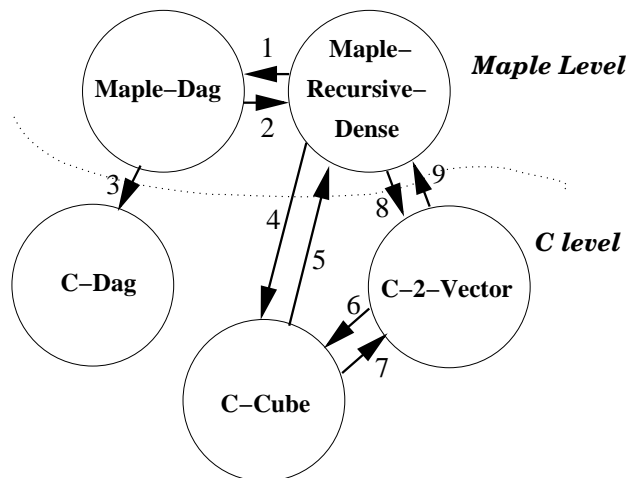 1
Maple–
Recursive–
Dense
Maple Level
Maple–Dag
2
3
4
5
8
9
C level
C–Dag
C–2–Vector
6
7
C–Cube